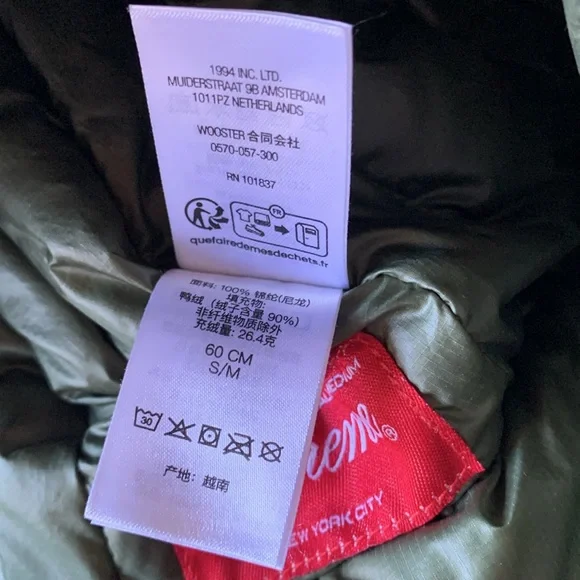 1994 INC. LTD.
MUIDERSTRAAT 9B AMSTERDAM
1011PZ NETHERLANDS
WOOSTER 合同会社
0570-057-300
RN 101837
FR
quefairedemesdechets.fr
面料: 100% 锦纶(尼龙)
填充物:
鸭绒 (绒子含量 90%)
非纤维物质除外
充绒量: 26.4克
60 CM
S/M
30
产地: 越南
MEDIUM
reme®
NEW YORK CITY